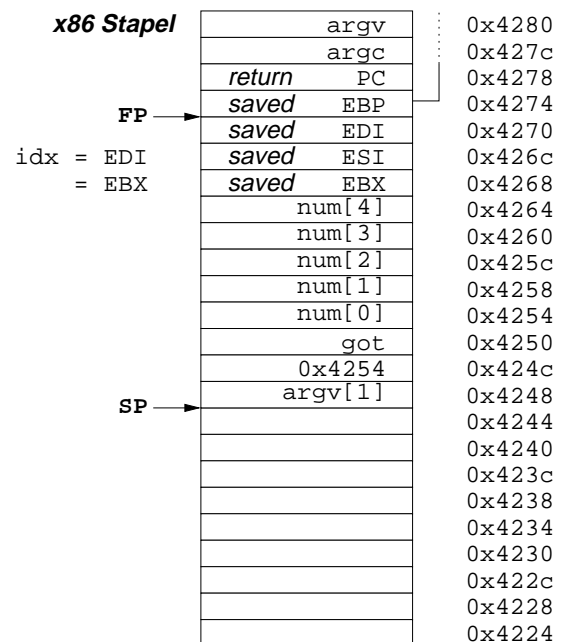 x86 Stapel argv 0x4280
argc 0x427c
return PC 0x4278
saved EBP 0x4274
FP
saved EDI 0x4270
idx = EDI saved ESI 0x426c
= EBX saved EBX 0x4268
num[4] 0x4264
num[3] 0x4260
num[2] 0x425c
num[1] 0x4258
num[0] 0x4254
got 0x4250
0x4254 0x424c
argv[1] 0x4248
SP
0x4244
0x4240
0x423c
0x4238
0x4234
0x4230
0x422c
0x4228
0x4224